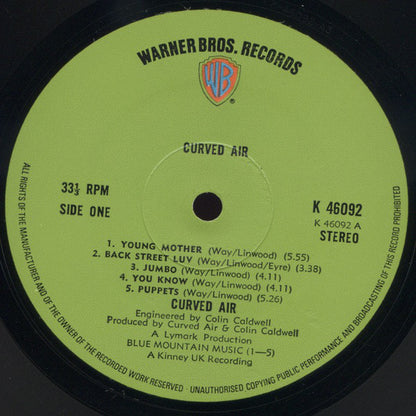 WARNER BROS. RECORDS
WB
®
CURVED AIR
33⅓ RPM
SIDE ONE
K 46092
K 46092 A
STEREO
1. YOUNG MOTHER (Way/Linwood) (5.55)
2. BACK STREET LUV (Way/Linwood/Eyre) (3.38)
3. JUMBO (Way/Linwood) (4.11)
4. YOU KNOW (Way/Linwood) (4.11)
5. PUPPETS (Way/Linwood) (5.26)
CURVED AIR
Engineered by Colin Caldwell
Produced by Curved Air & Colin Caldwell
A Lymark Production
BLUE MOUNTAIN MUSIC (1—5)
A Kinney UK Recording
ALL RIGHTS OF THE MANUFACTURER AND OF THE OWNER OF THE RECORDED WORK RESERVED · UNAUTHORISED COPYING PUBLIC PERFORMANCE AND BROADCASTING OF THIS RECORD PROHIBITED